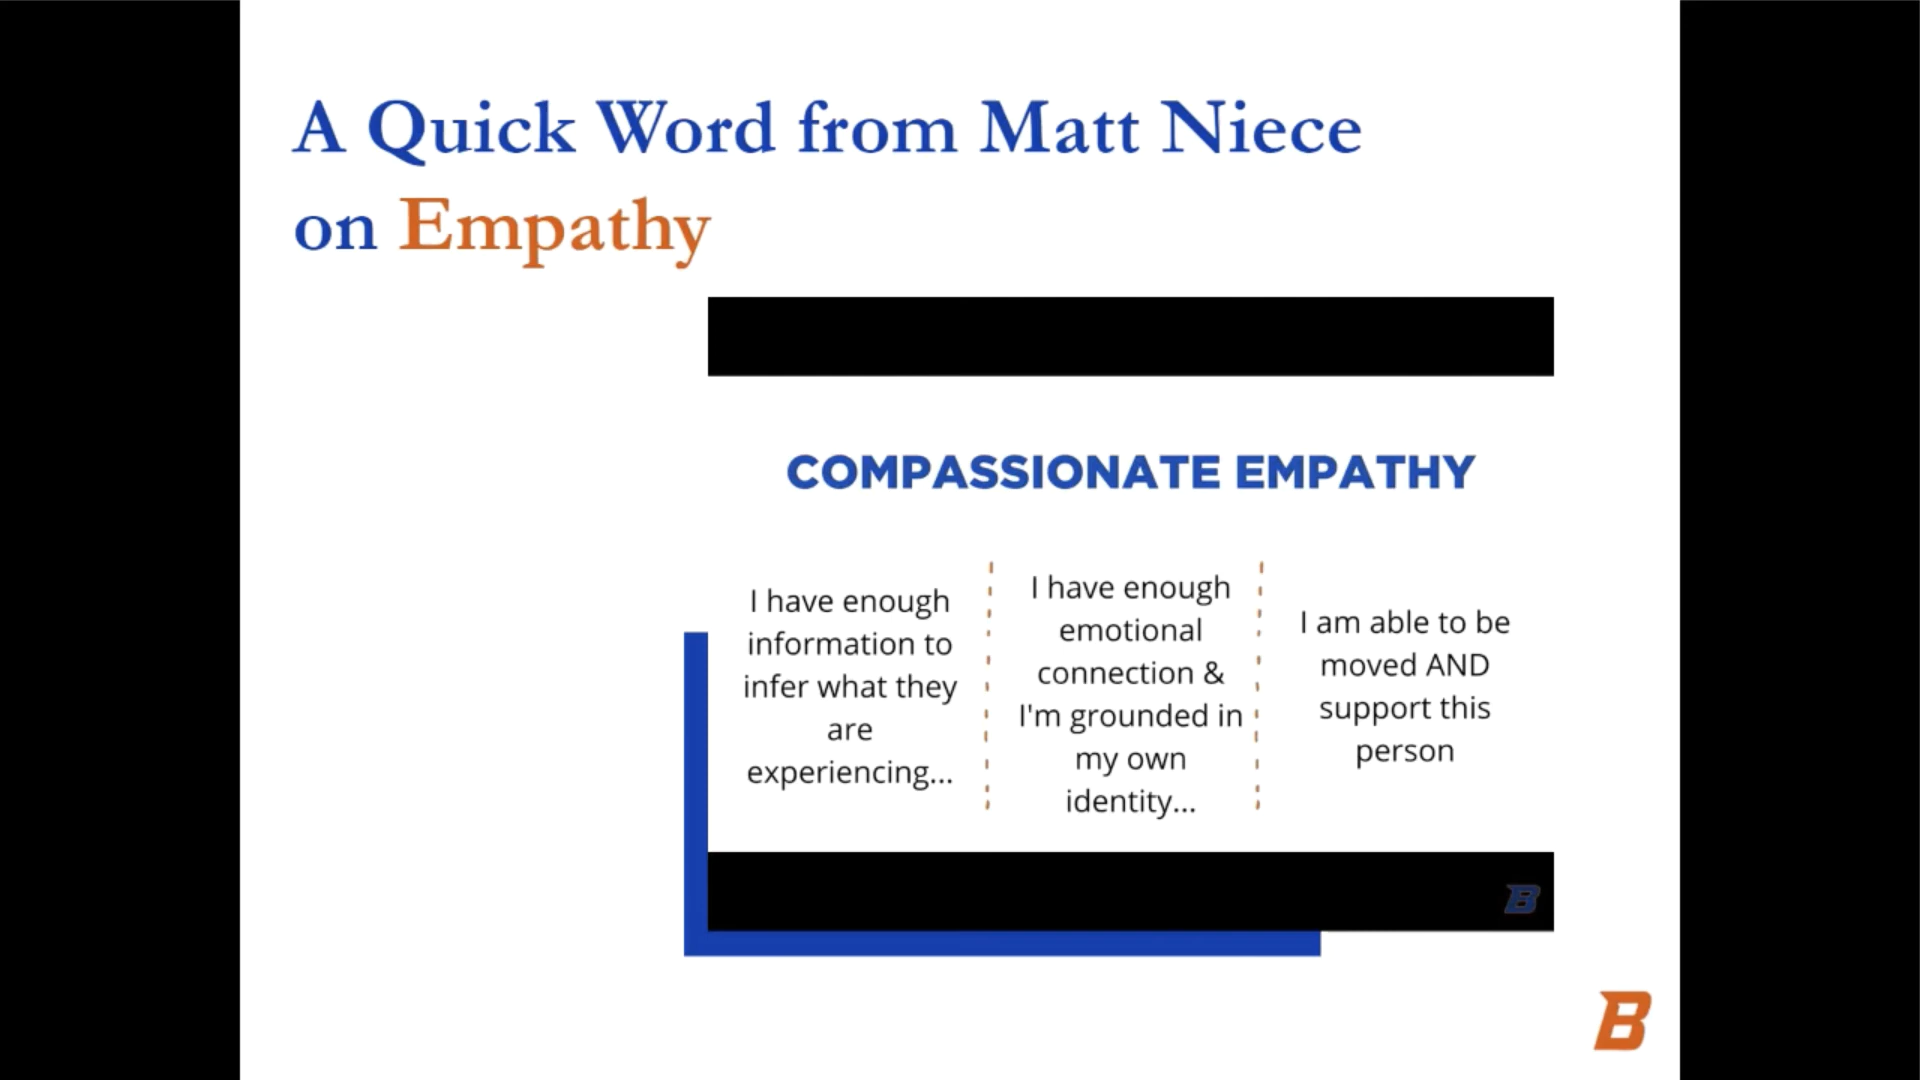 A Quick Word from Matt Niece
on Empathy
COMPASSIONATE EMPATHY
I have enough
information to
infer what they
are
experiencing...
I have enough
emotional
connection &
I'm grounded in
my own
identity...
I am able to be
moved AND
support this
person
B
B